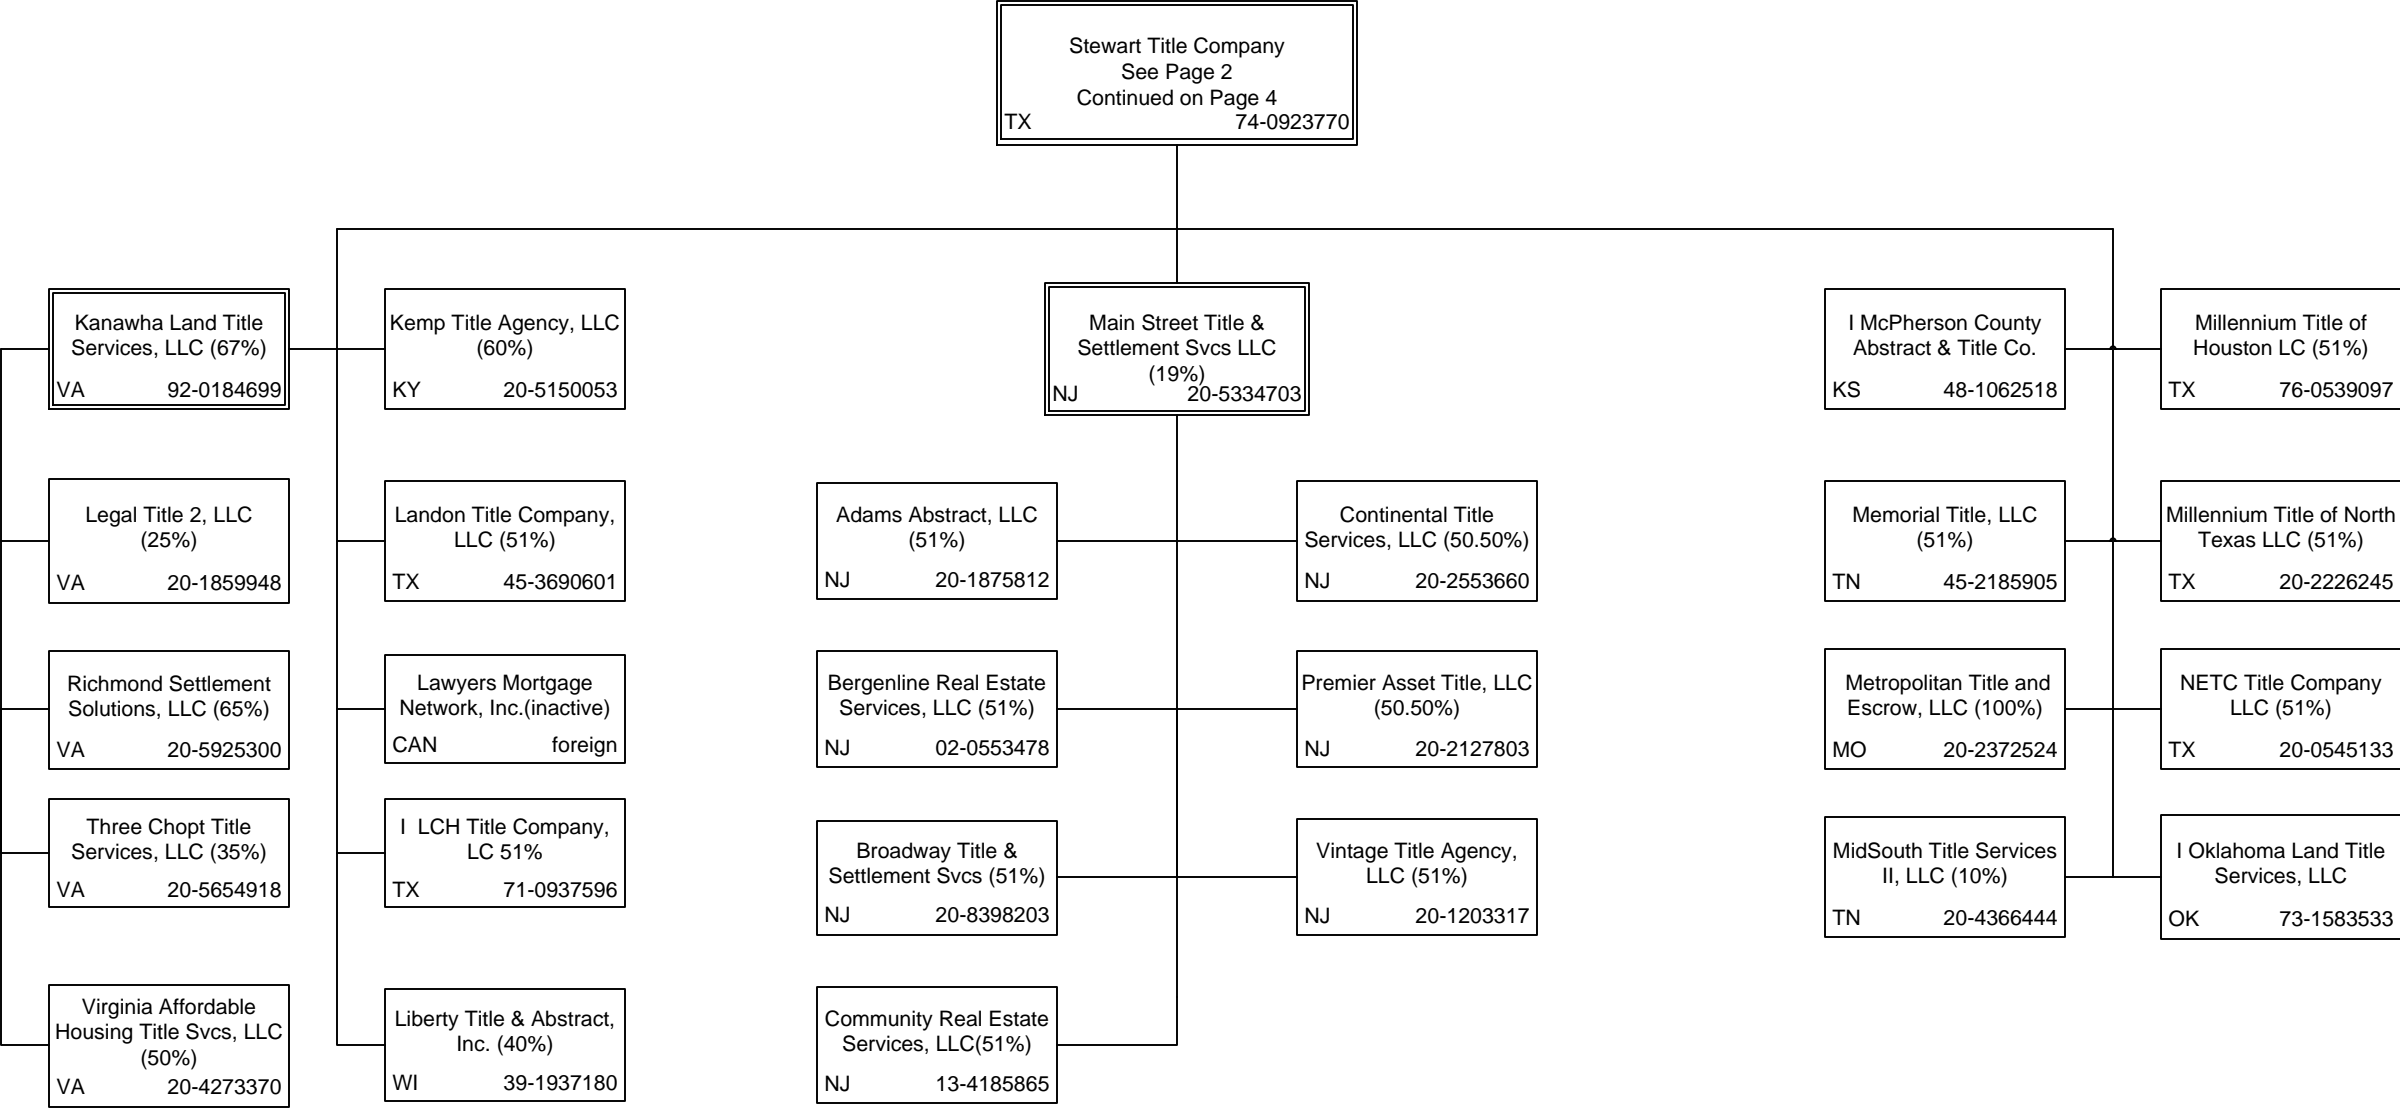 Stewart Title Company
See Page 2
Continued on Page 4
TX 74-0923770
Kanawha Land Title
Services, LLC (67%)
VA 92-0184699
Legal Title 2, LLC
(25%)
VA 20-1859948
Richmond Settlement
Solutions, LLC (65%)
VA 20-5925300
Three Chopt Title
Services, LLC (35%)
VA 20-5654918
Virginia Affordable
Housing Title Svcs, LLC
(50%)
VA 20-4273370
Kemp Title Agency, LLC
(60%)
KY 20-5150053
Landon Title Company,
LLC (51%)
TX 45-3690601
Lawyers Mortgage
Network, Inc.(inactive)
CAN foreign
I LCH Title Company,
LC 51%
TX 71-0937596
Liberty Title & Abstract,
Inc. (40%)
WI 39-1937180
Main Street Title &
Settlement Svcs LLC
(19%)
NJ 20-5334703
Adams Abstract, LLC
(51%)
NJ 20-1875812
Bergenline Real Estate
Services, LLC (51%)
NJ 02-0553478
Broadway Title &
Settlement Svcs (51%)
NJ 20-8398203
Community Real Estate
Services, LLC(51%)
NJ 13-4185865
Continental Title
Services, LLC (50.50%)
NJ 20-2553660
Premier Asset Title, LLC
(50.50%)
NJ 20-2127803
Vintage Title Agency,
LLC (51%)
NJ 20-1203317
I McPherson County
Abstract & Title Co.
KS 48-1062518
Memorial Title, LLC
(51%)
TN 45-2185905
Metropolitan Title and
Escrow, LLC (100%)
MO 20-2372524
MidSouth Title Services
II, LLC (10%)
TN 20-4366444
Millennium Title of
Houston LC (51%)
TX 76-0539097
Millennium Title of North
Texas LLC (51%)
TX 20-2226245
NETC Title Company
LLC (51%)
TX 20-0545133
I Oklahoma Land Title
Services, LLC
OK 73-1583533